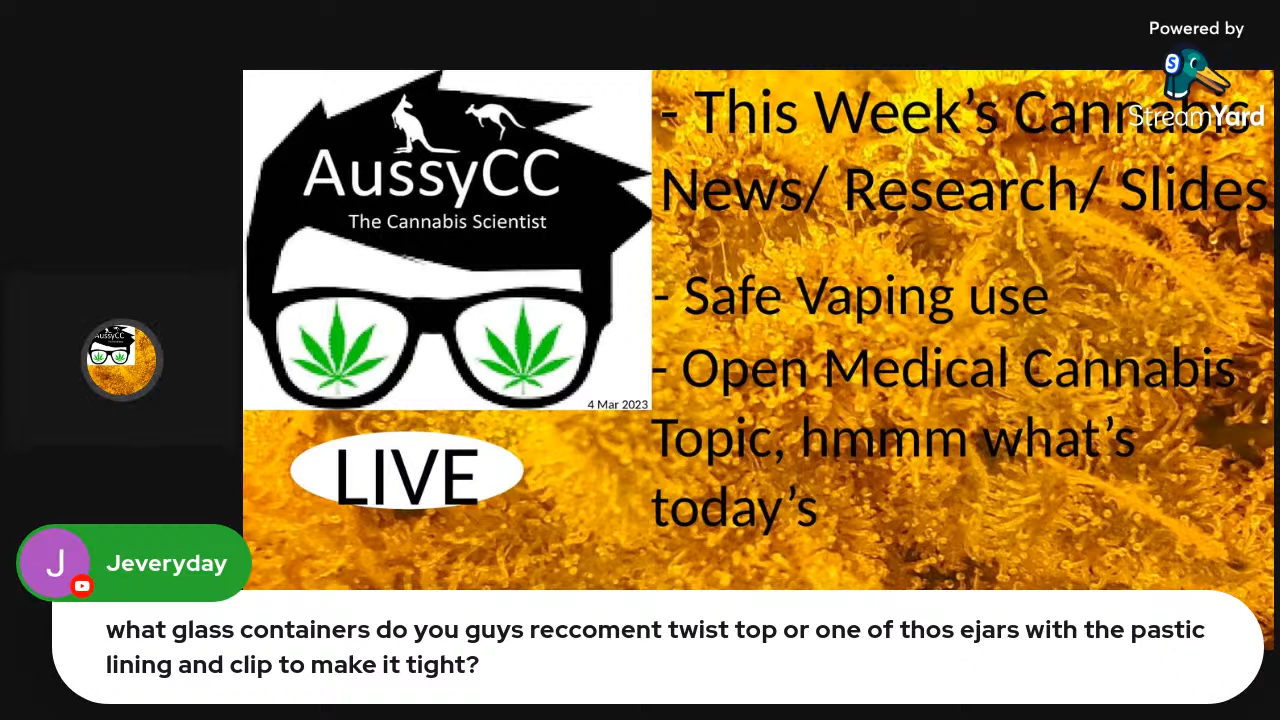 Powered by
StreamYard
AussyCC
The Cannabis Scientist
4 Mar 2023
LIVE
- This Week’s Cannabis
News/ Research/ Slides
- Safe Vaping use
- Open Medical Cannabis
Topic, hmmm what’s
today’s
J
Jeveryday
what glass containers do you guys reccoment twist top or one of thos ejars with the pastic
lining and clip to make it tight?